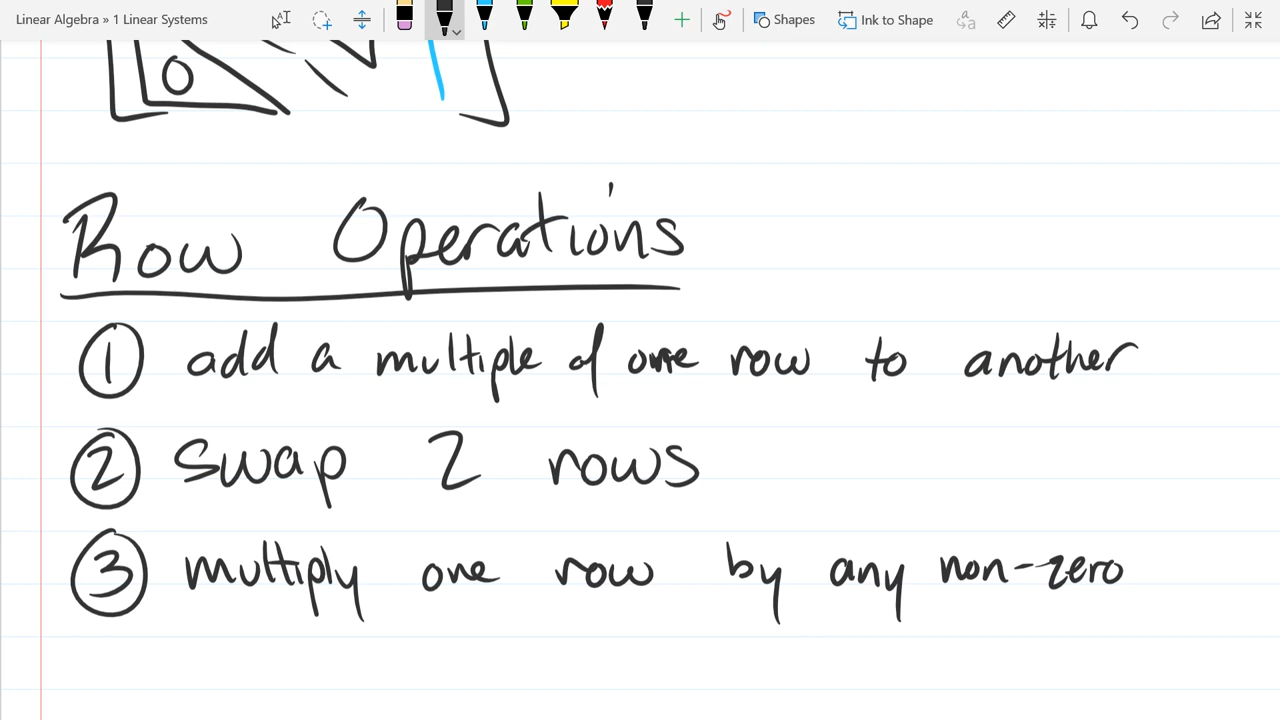 Linear Algebra » 1 Linear Systems
Shapes
Ink to Shape
0
Row Operations
1 add a multiple of one row to another
2 swap 2 rows
3 multiply one row by any non-zero